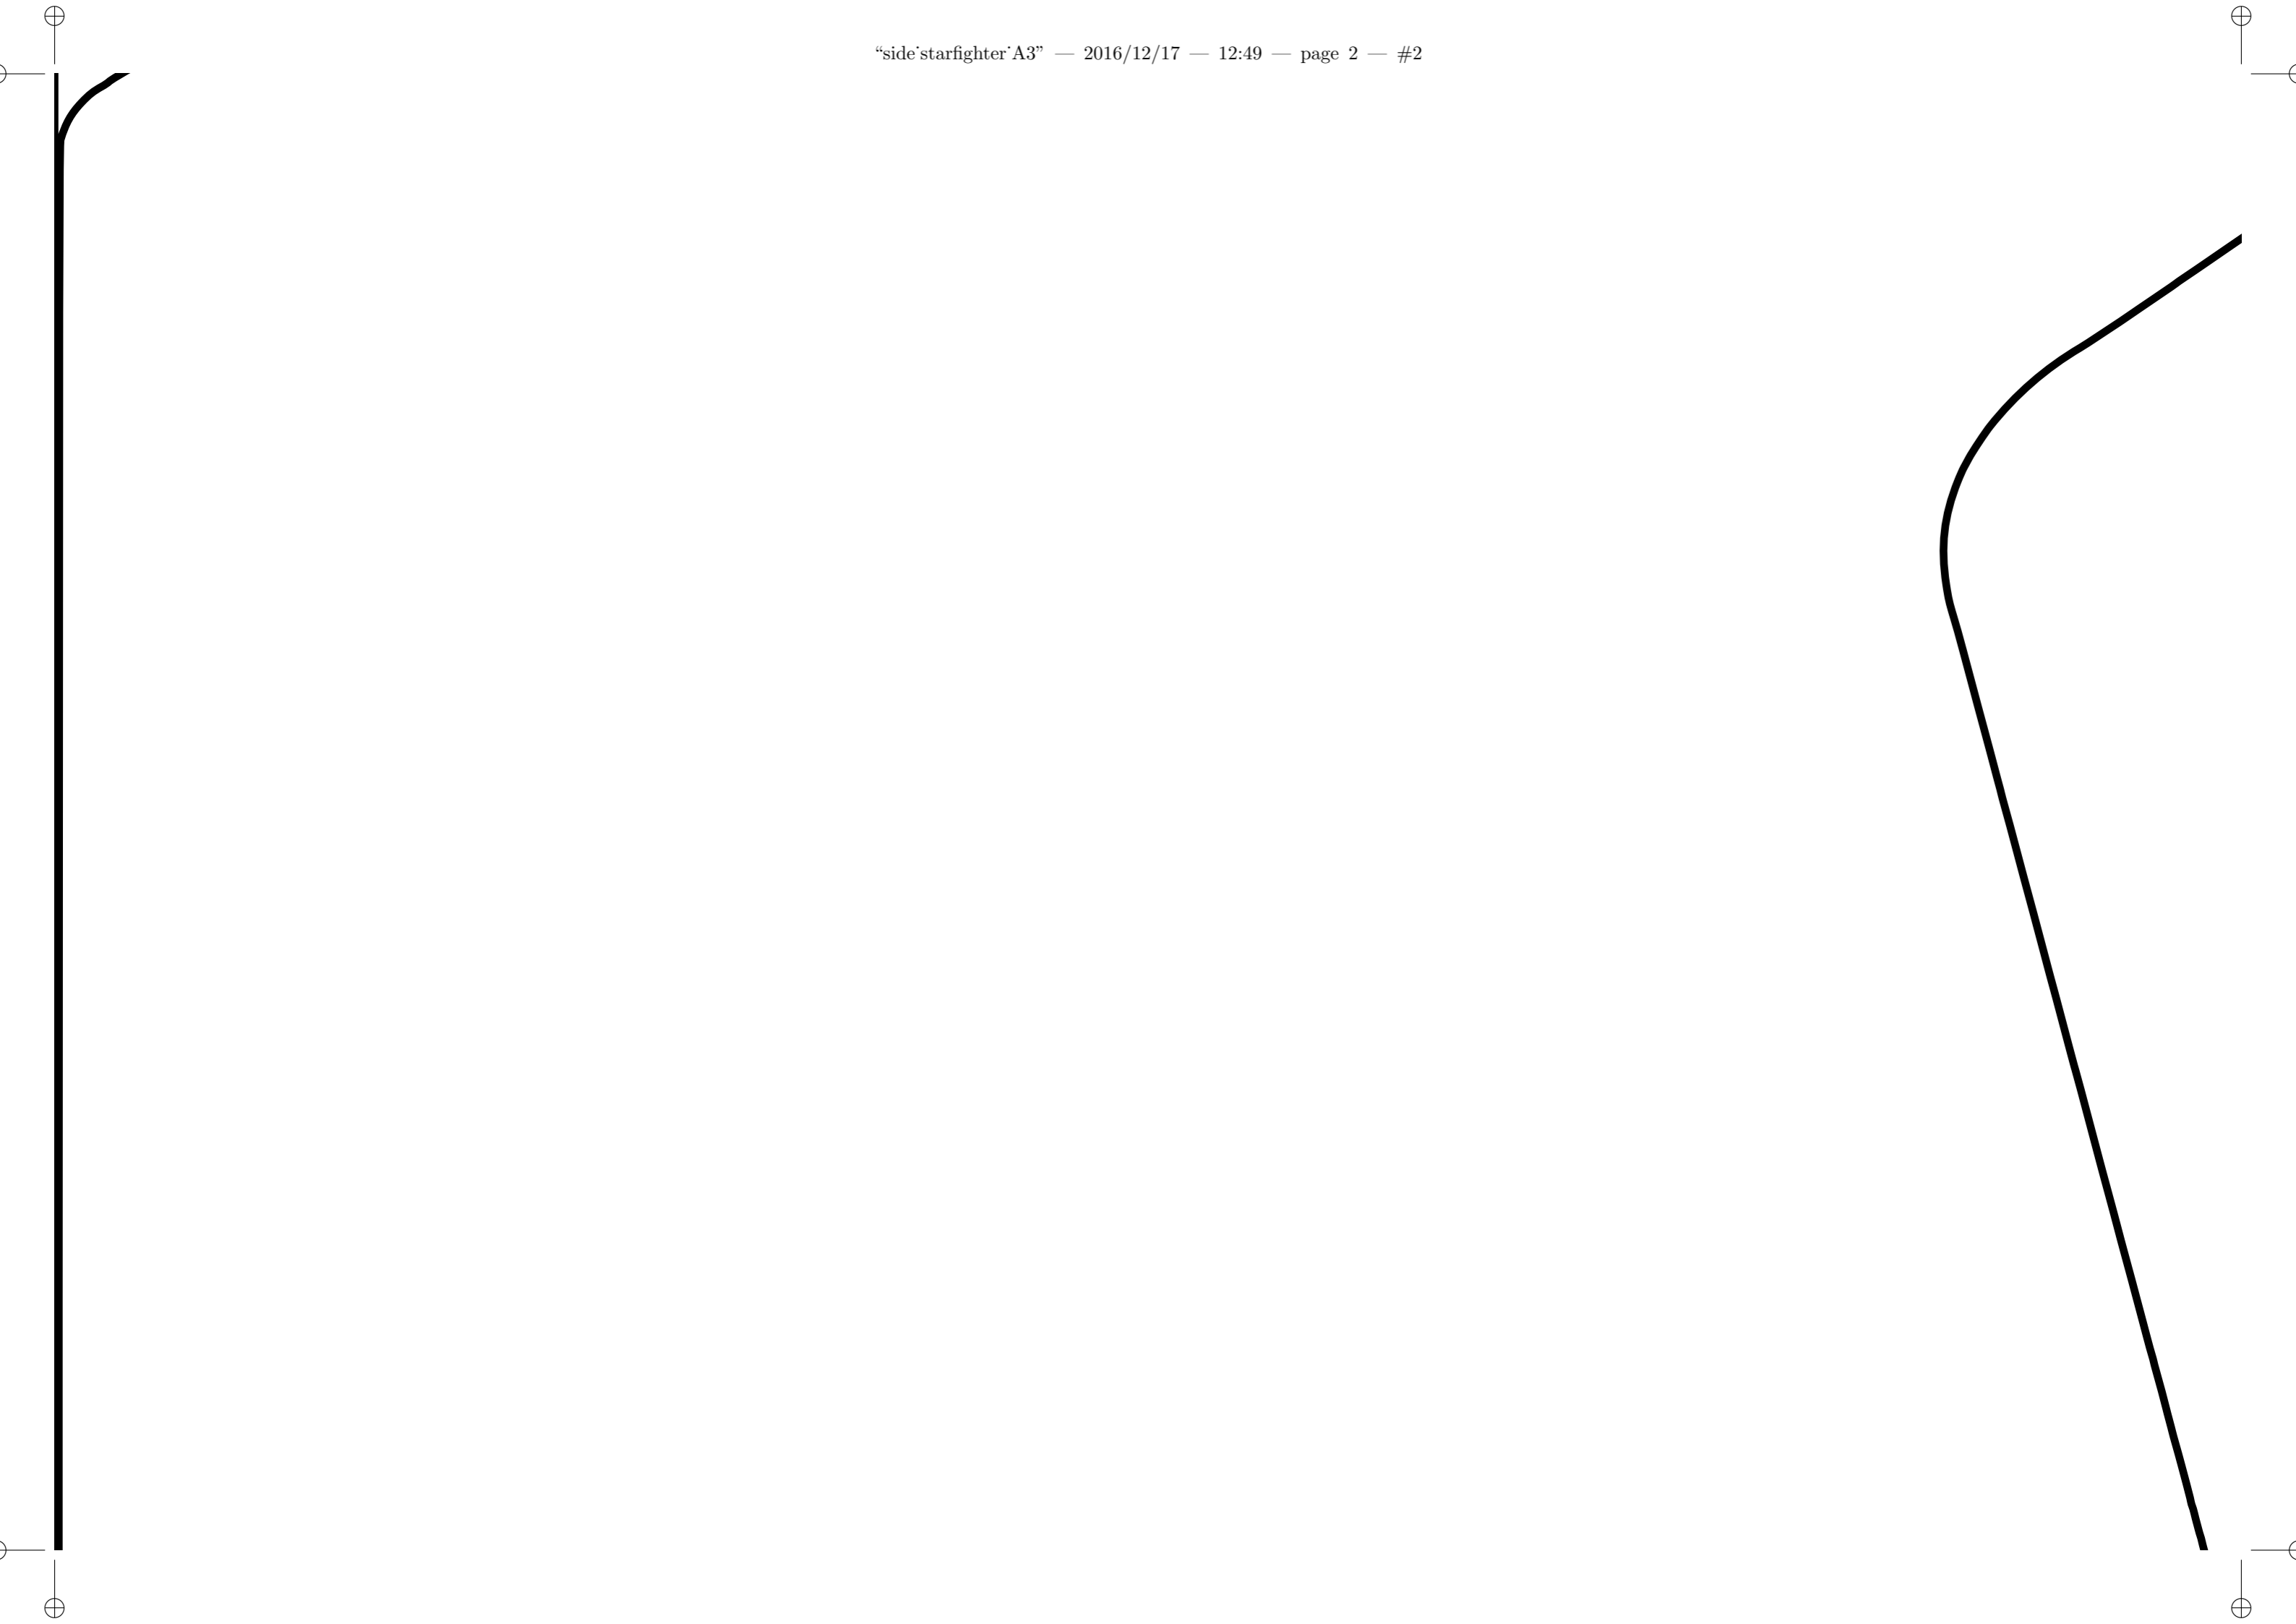 “side˙starfighter˙A3” — 2016/12/17 — 12:49 — page 2 — #2